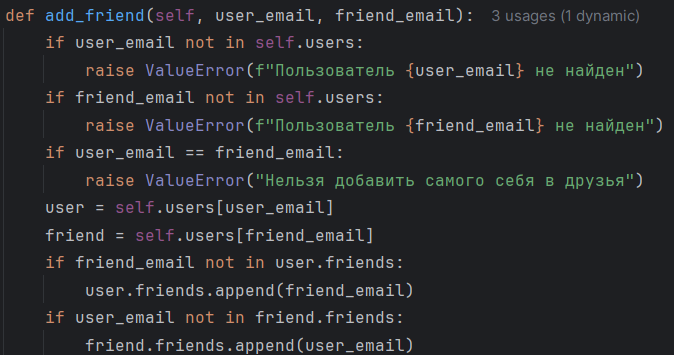 def add_friend(self, user_email, friend_email):  3 usages (1 dynamic)
    if user_email not in self.users:
        raise ValueError(f"Пользователь {user_email} не найден")
    if friend_email not in self.users:
        raise ValueError(f"Пользователь {friend_email} не найден")
    if user_email == friend_email:
        raise ValueError("Нельзя добавить самого себя в друзья")
    user = self.users[user_email]
    friend = self.users[friend_email]
    if friend_email not in user.friends:
        user.friends.append(friend_email)
    if user_email not in friend.friends:
        friend.friends.append(user_email)